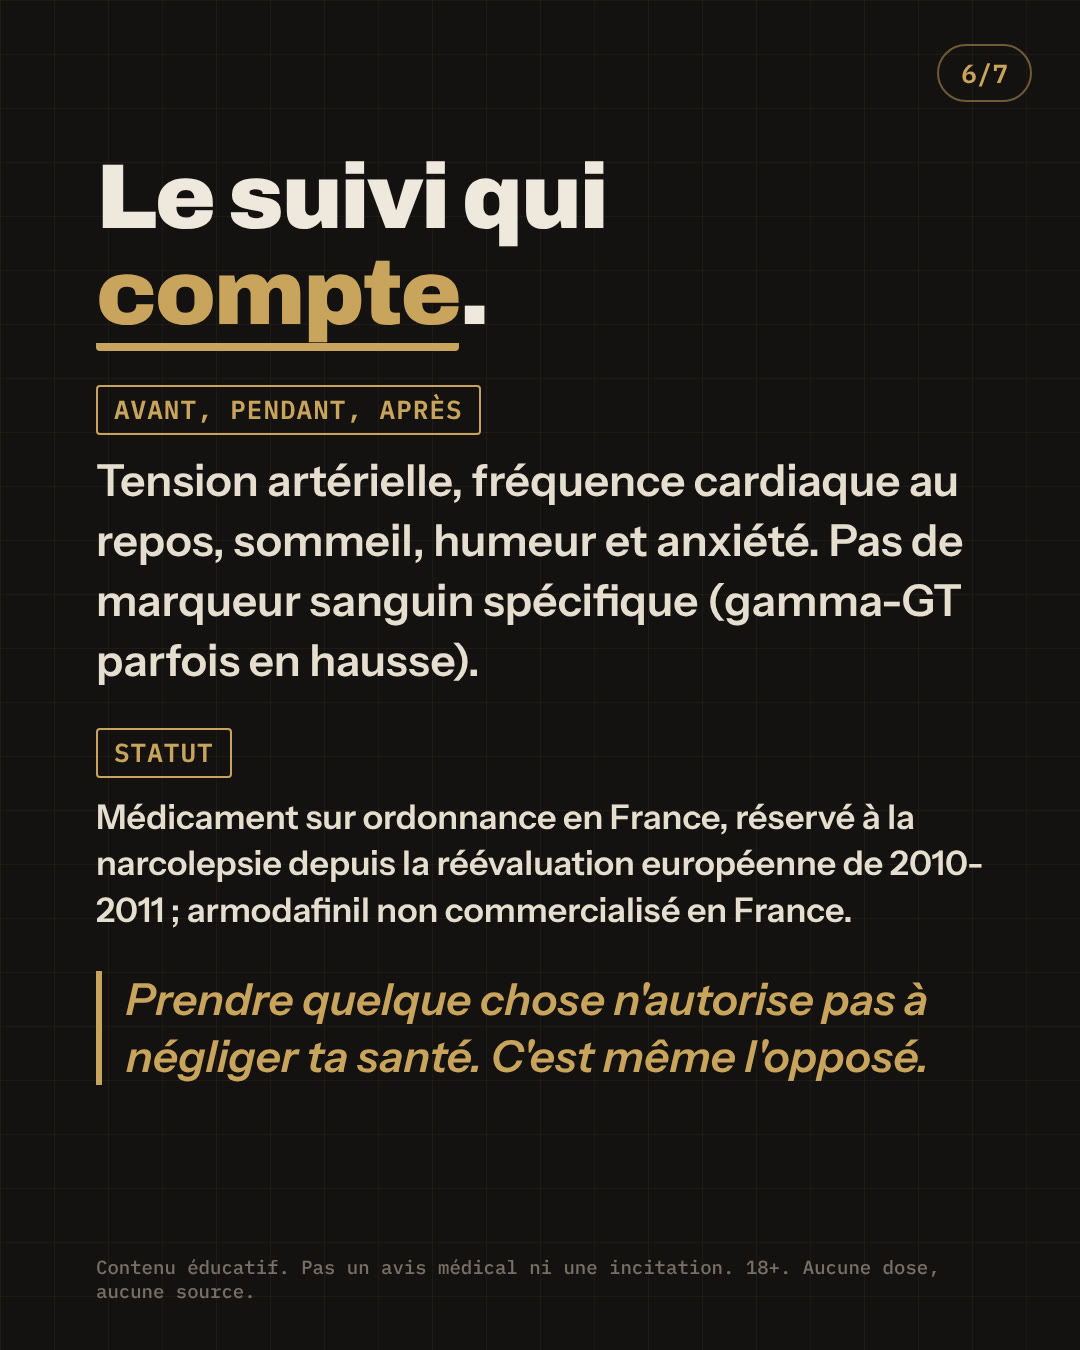 6/7
Le suivi qui
compte.
AVANT, PENDANT, APRÈS
Tension artérielle, fréquence cardiaque au
repos, sommeil, humeur et anxiété. Pas de
marqueur sanguin spécifique (gamma-GT
parfois en hausse).
STATUT
Médicament sur ordonnance en France, réservé à la
narcolepsie depuis la réévaluation européenne de 2010-
2011 ; armodafinil non commercialisé en France.
Prendre quelque chose n'autorise pas à
négliger ta santé. C'est même l'opposé.
Contenu éducatif. Pas un avis médical ni une incitation. 18+. Aucune dose,
aucune source.